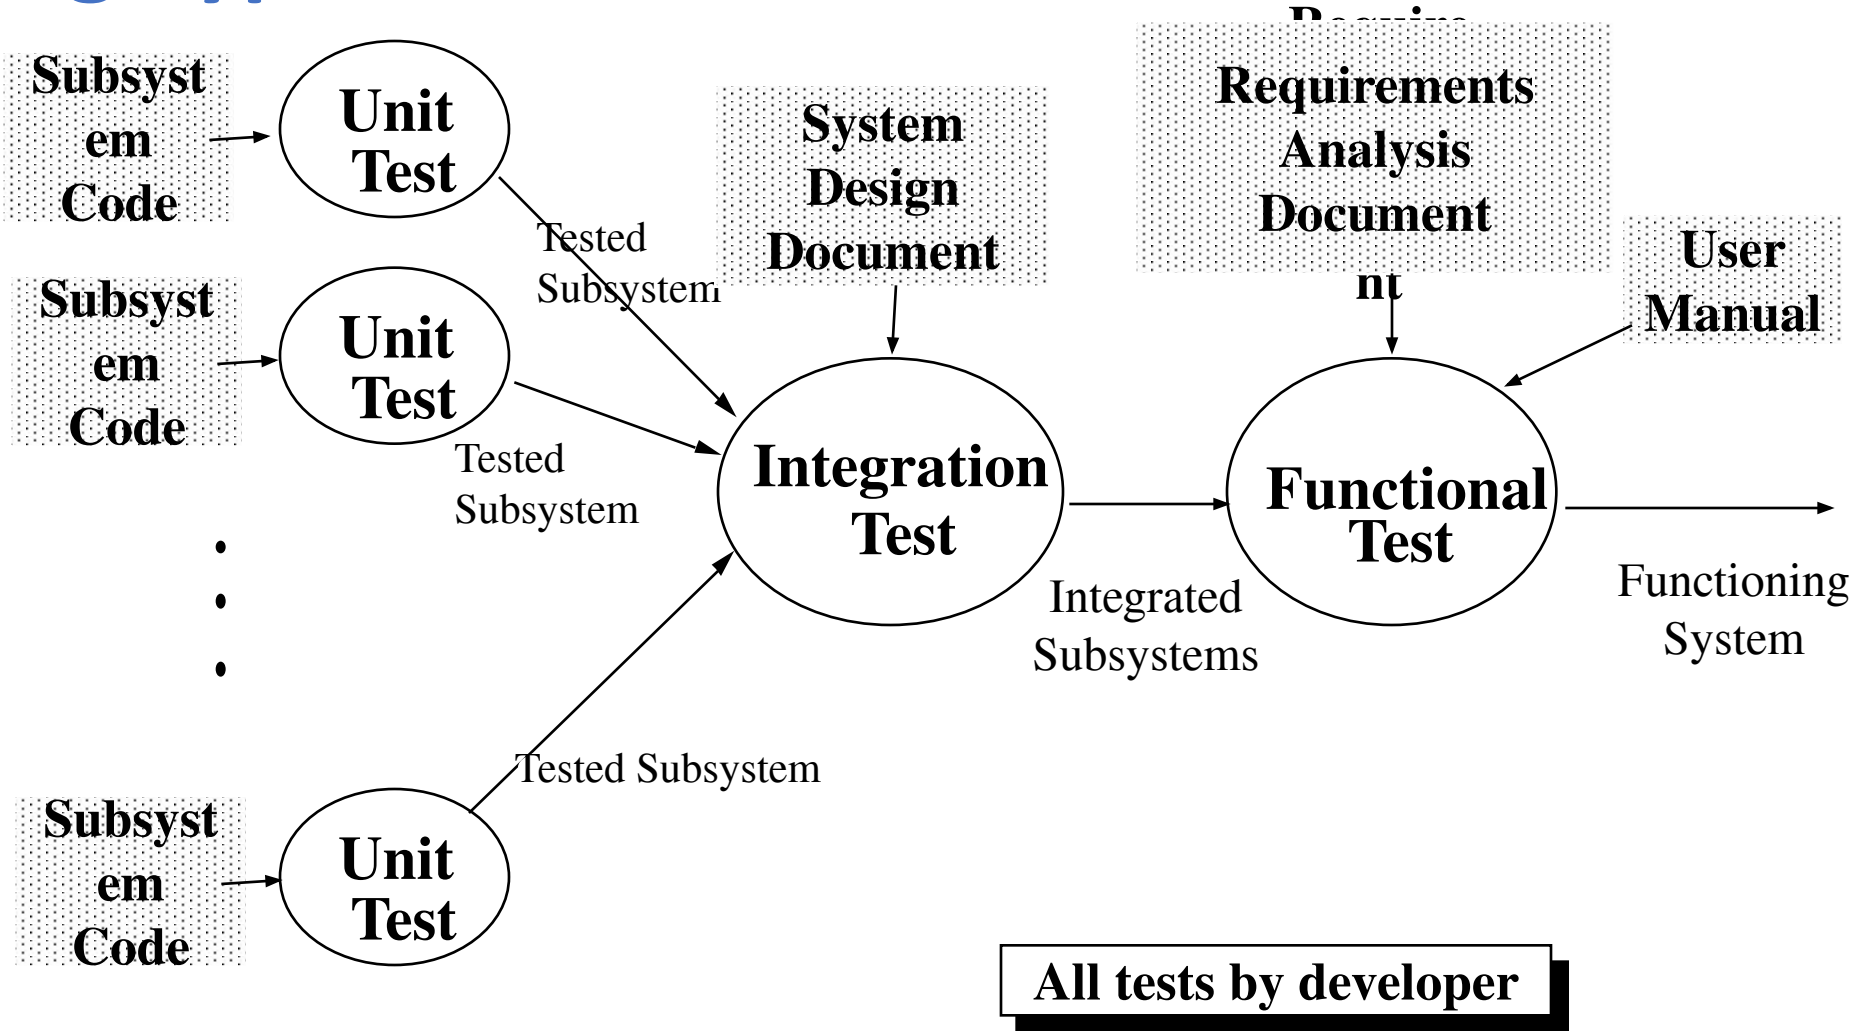 Subsyst
em
Code
Unit
Test
Tested
Subsystem
System
Design
Document
Requirements
Analysis
Document
nt
User
Manual
Subsyst
em
Code
Unit
Test
Tested
Subsystem
Integration
Test
Functional
Test
Integrated
Subsystems
Functioning
System
Tested Subsystem
Subsyst
em
Code
Unit
Test
All tests by developer